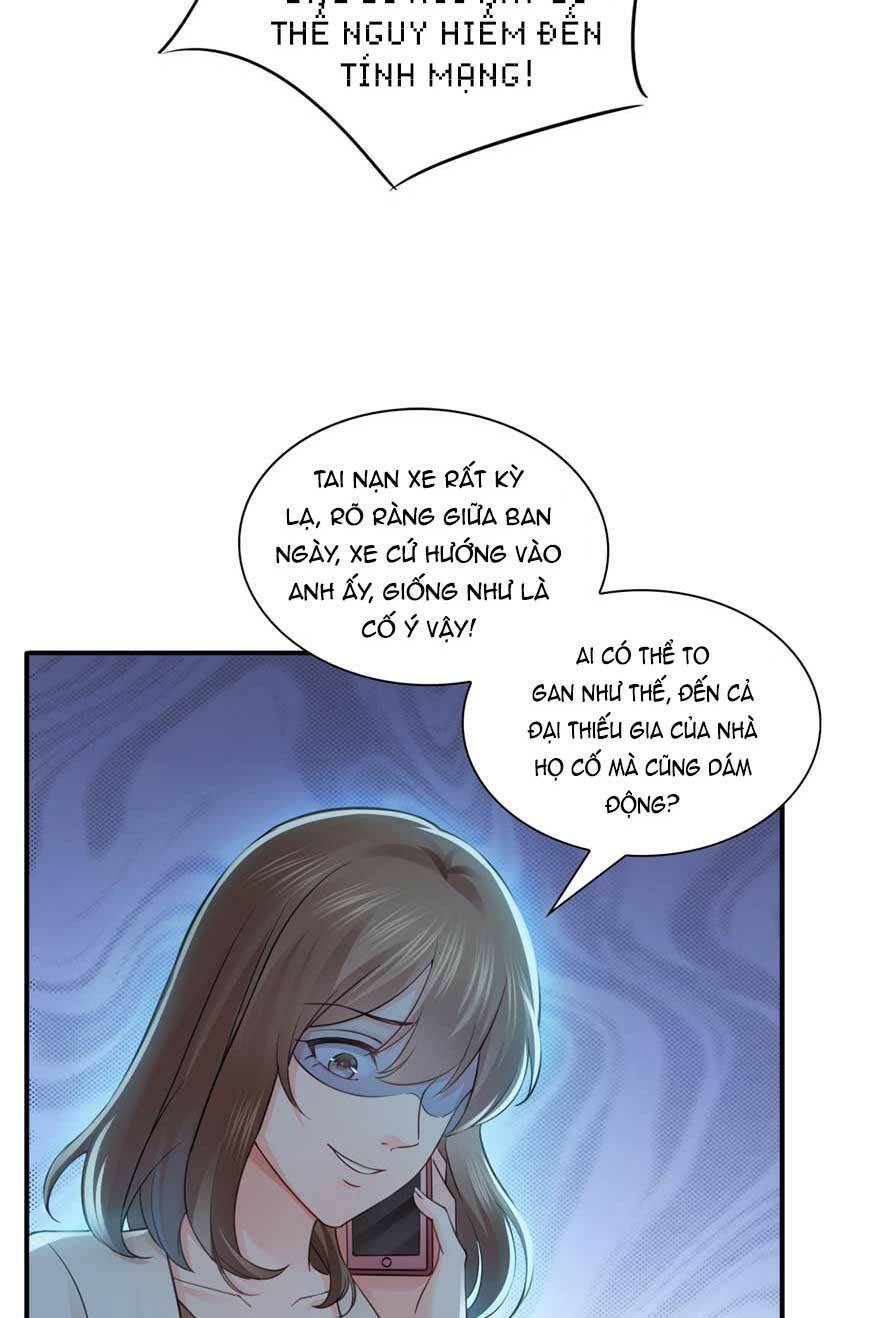 THỂ NGUY HIỂM ĐẾN
TÍNH MẠNG!
TAI NẠN XE RẤT KỲ
LẠ, RÕ RÀNG GIỮA BAN
NGÀY, XE CỨ HƯỚNG VÀO
ANH ẤY, GIỐNG NHƯ LÀ
CỐ Ý VẬY!
AI CÓ THỂ TO
GAN NHƯ THẾ, ĐẾN CẢ
ĐẠI THIẾU GIA CỦA NHÀ
HỌ CỐ MÀ CŨNG DÁM
ĐỘNG?